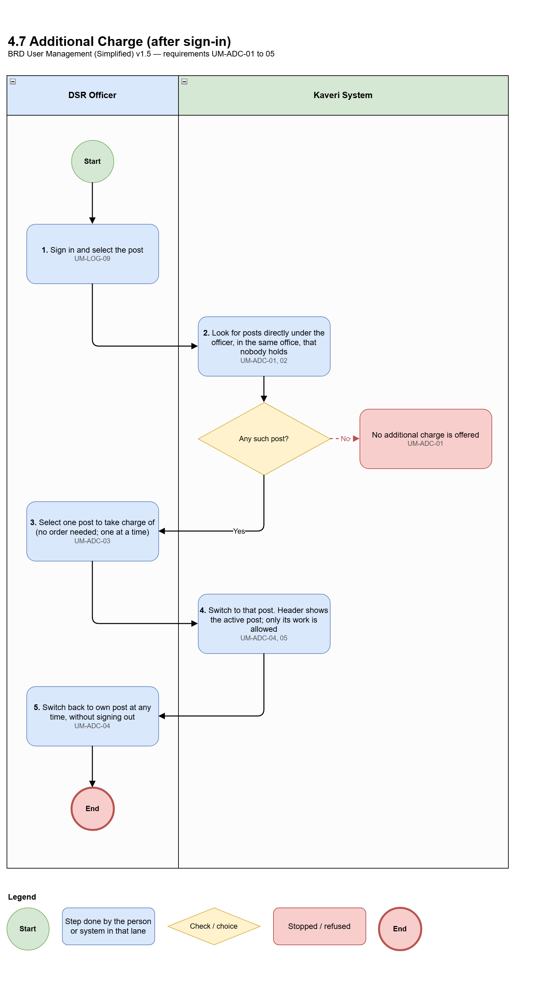 4.7 Additional Charge (after sign-in)
BRD User Management (Simplified) v1.5 — requirements UM-ADC-01 to 05
DSR Officer
Kaveri System
Start
1. Sign in and select the post
UM-LOG-09
2. Look for posts directly under the
officer, in the same office, that
nobody holds
UM-ADC-01, 02
Any such post?
No
No additional charge is offered
UM-ADC-01
Yes
3. Select one post to take charge of
(no order needed; one at a time)
UM-ADC-03
4. Switch to that post. Header shows
the active post; only its work is
allowed
UM-ADC-04, 05
5. Switch back to own post at any
time, without signing out
UM-ADC-04
End
Legend
Start
Step done by the person
or system in that lane
Check / choice
Stopped / refused
End